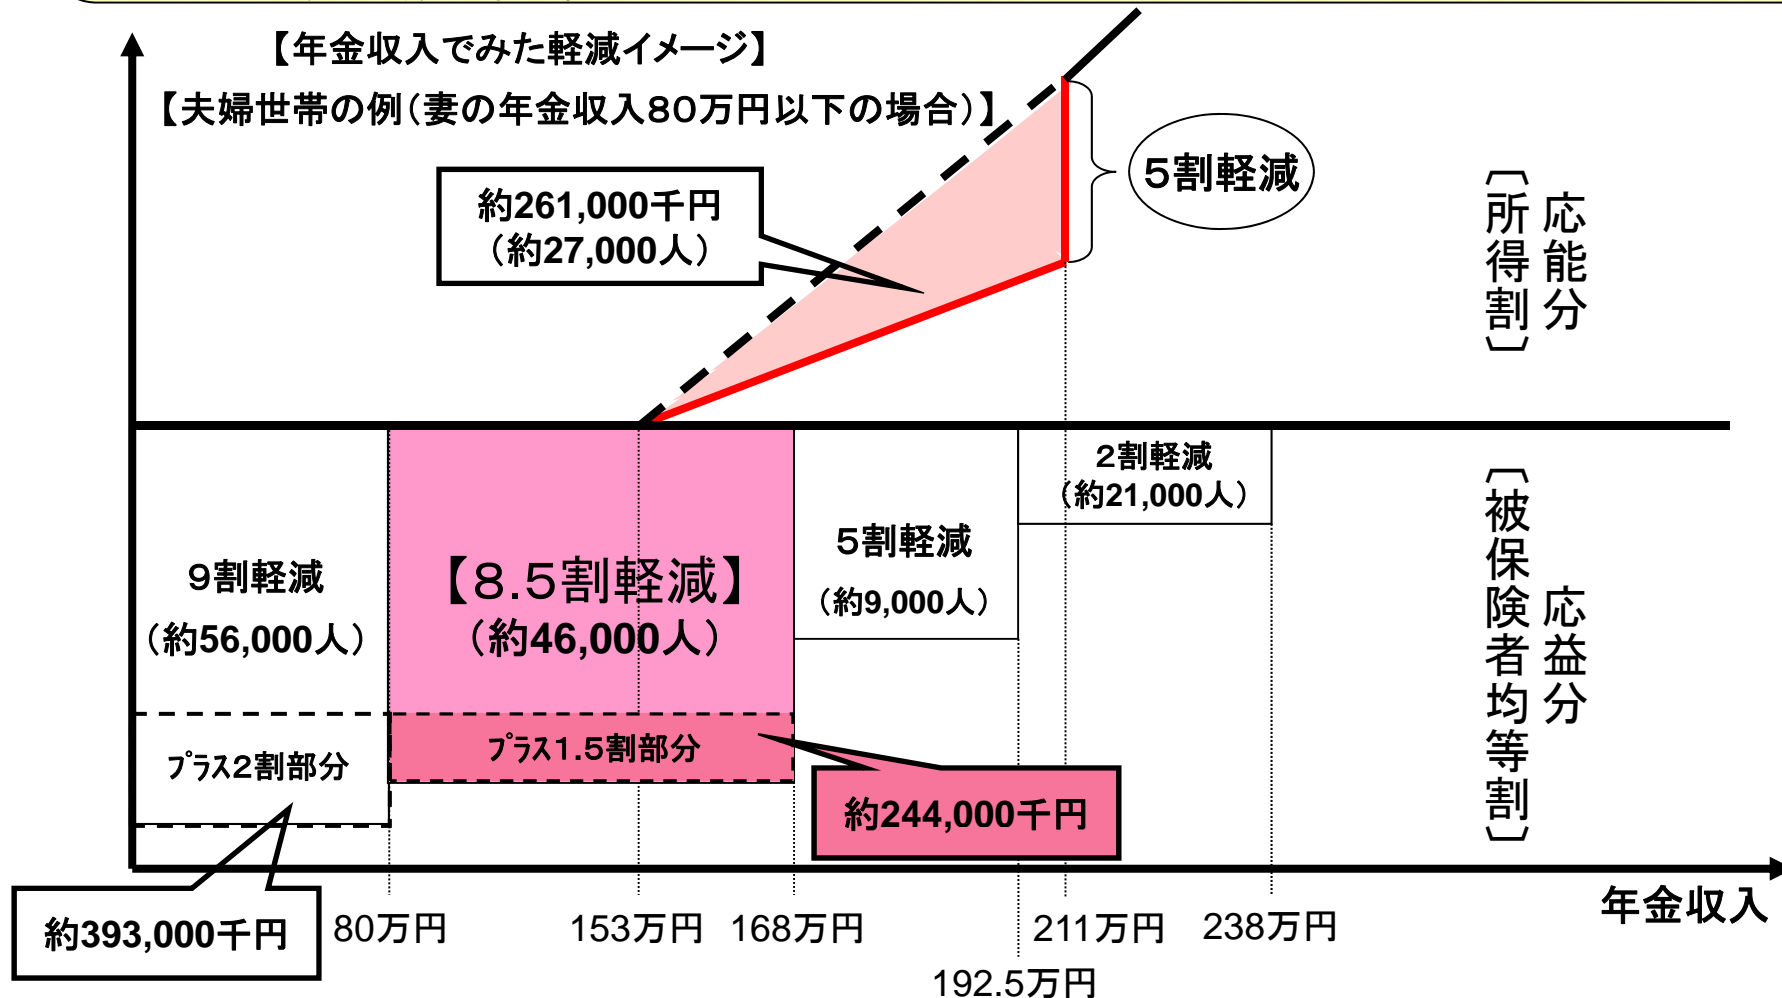 【年金収入でみた軽減イメージ】
【夫婦世帯の例(妻の年金収入80万円以下の場合)】
5割軽減
約261,000千円
(約27,000人)
応能分
〔所得割〕
9割軽減
(約56,000人)
【8.5割軽減】
(約46,000人)
5割軽減
(約9,000人)
2割軽減
(約21,000人)
応益分
〔被保険者均等割〕
プラス2割部分
プラス1.5割部分
約244,000千円
約393,000千円
80万円
153万円
168万円
192.5万円
211万円
238万円
年金収入